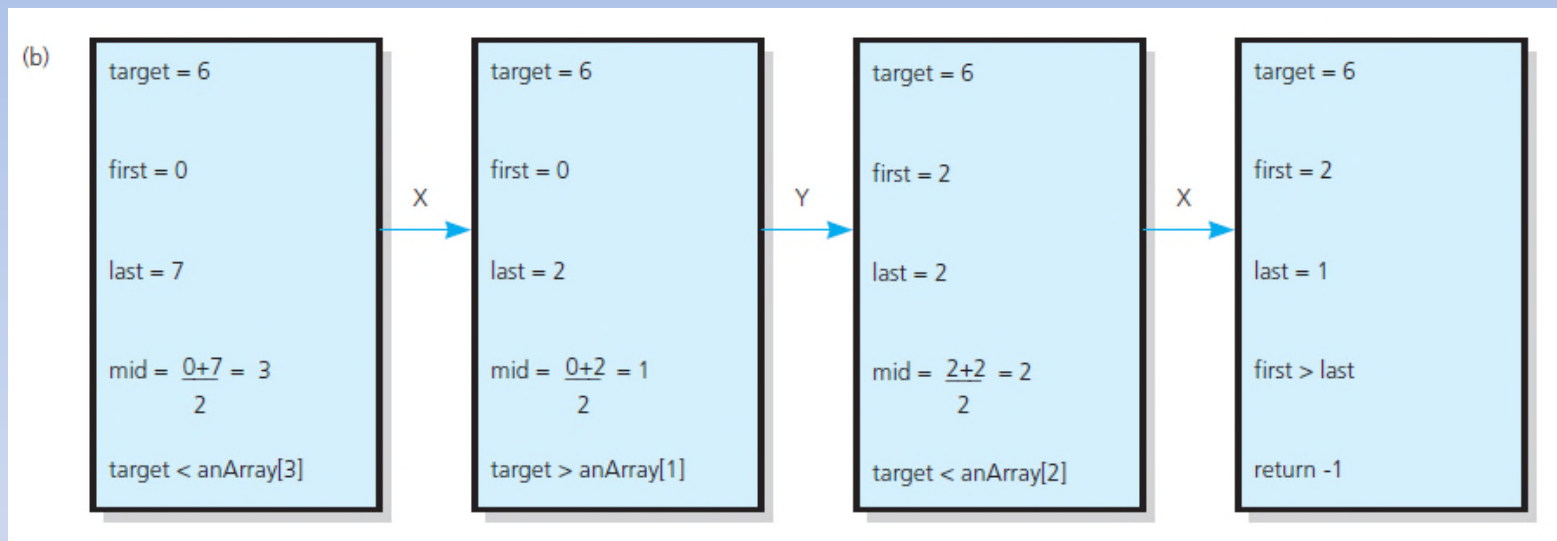 (b)
target = 6
first = 0
last = 7
mid = 0+7 = 3
2
target < anArray[3]
X
target = 6
first = 0
last = 2
mid = 0+2 = 1
2
target > anArray[1]
Y
target = 6
first = 2
last = 2
mid = 2+2 = 2
2
target < anArray[2]
X
target = 6
first = 2
last = 1
first > last
return -1